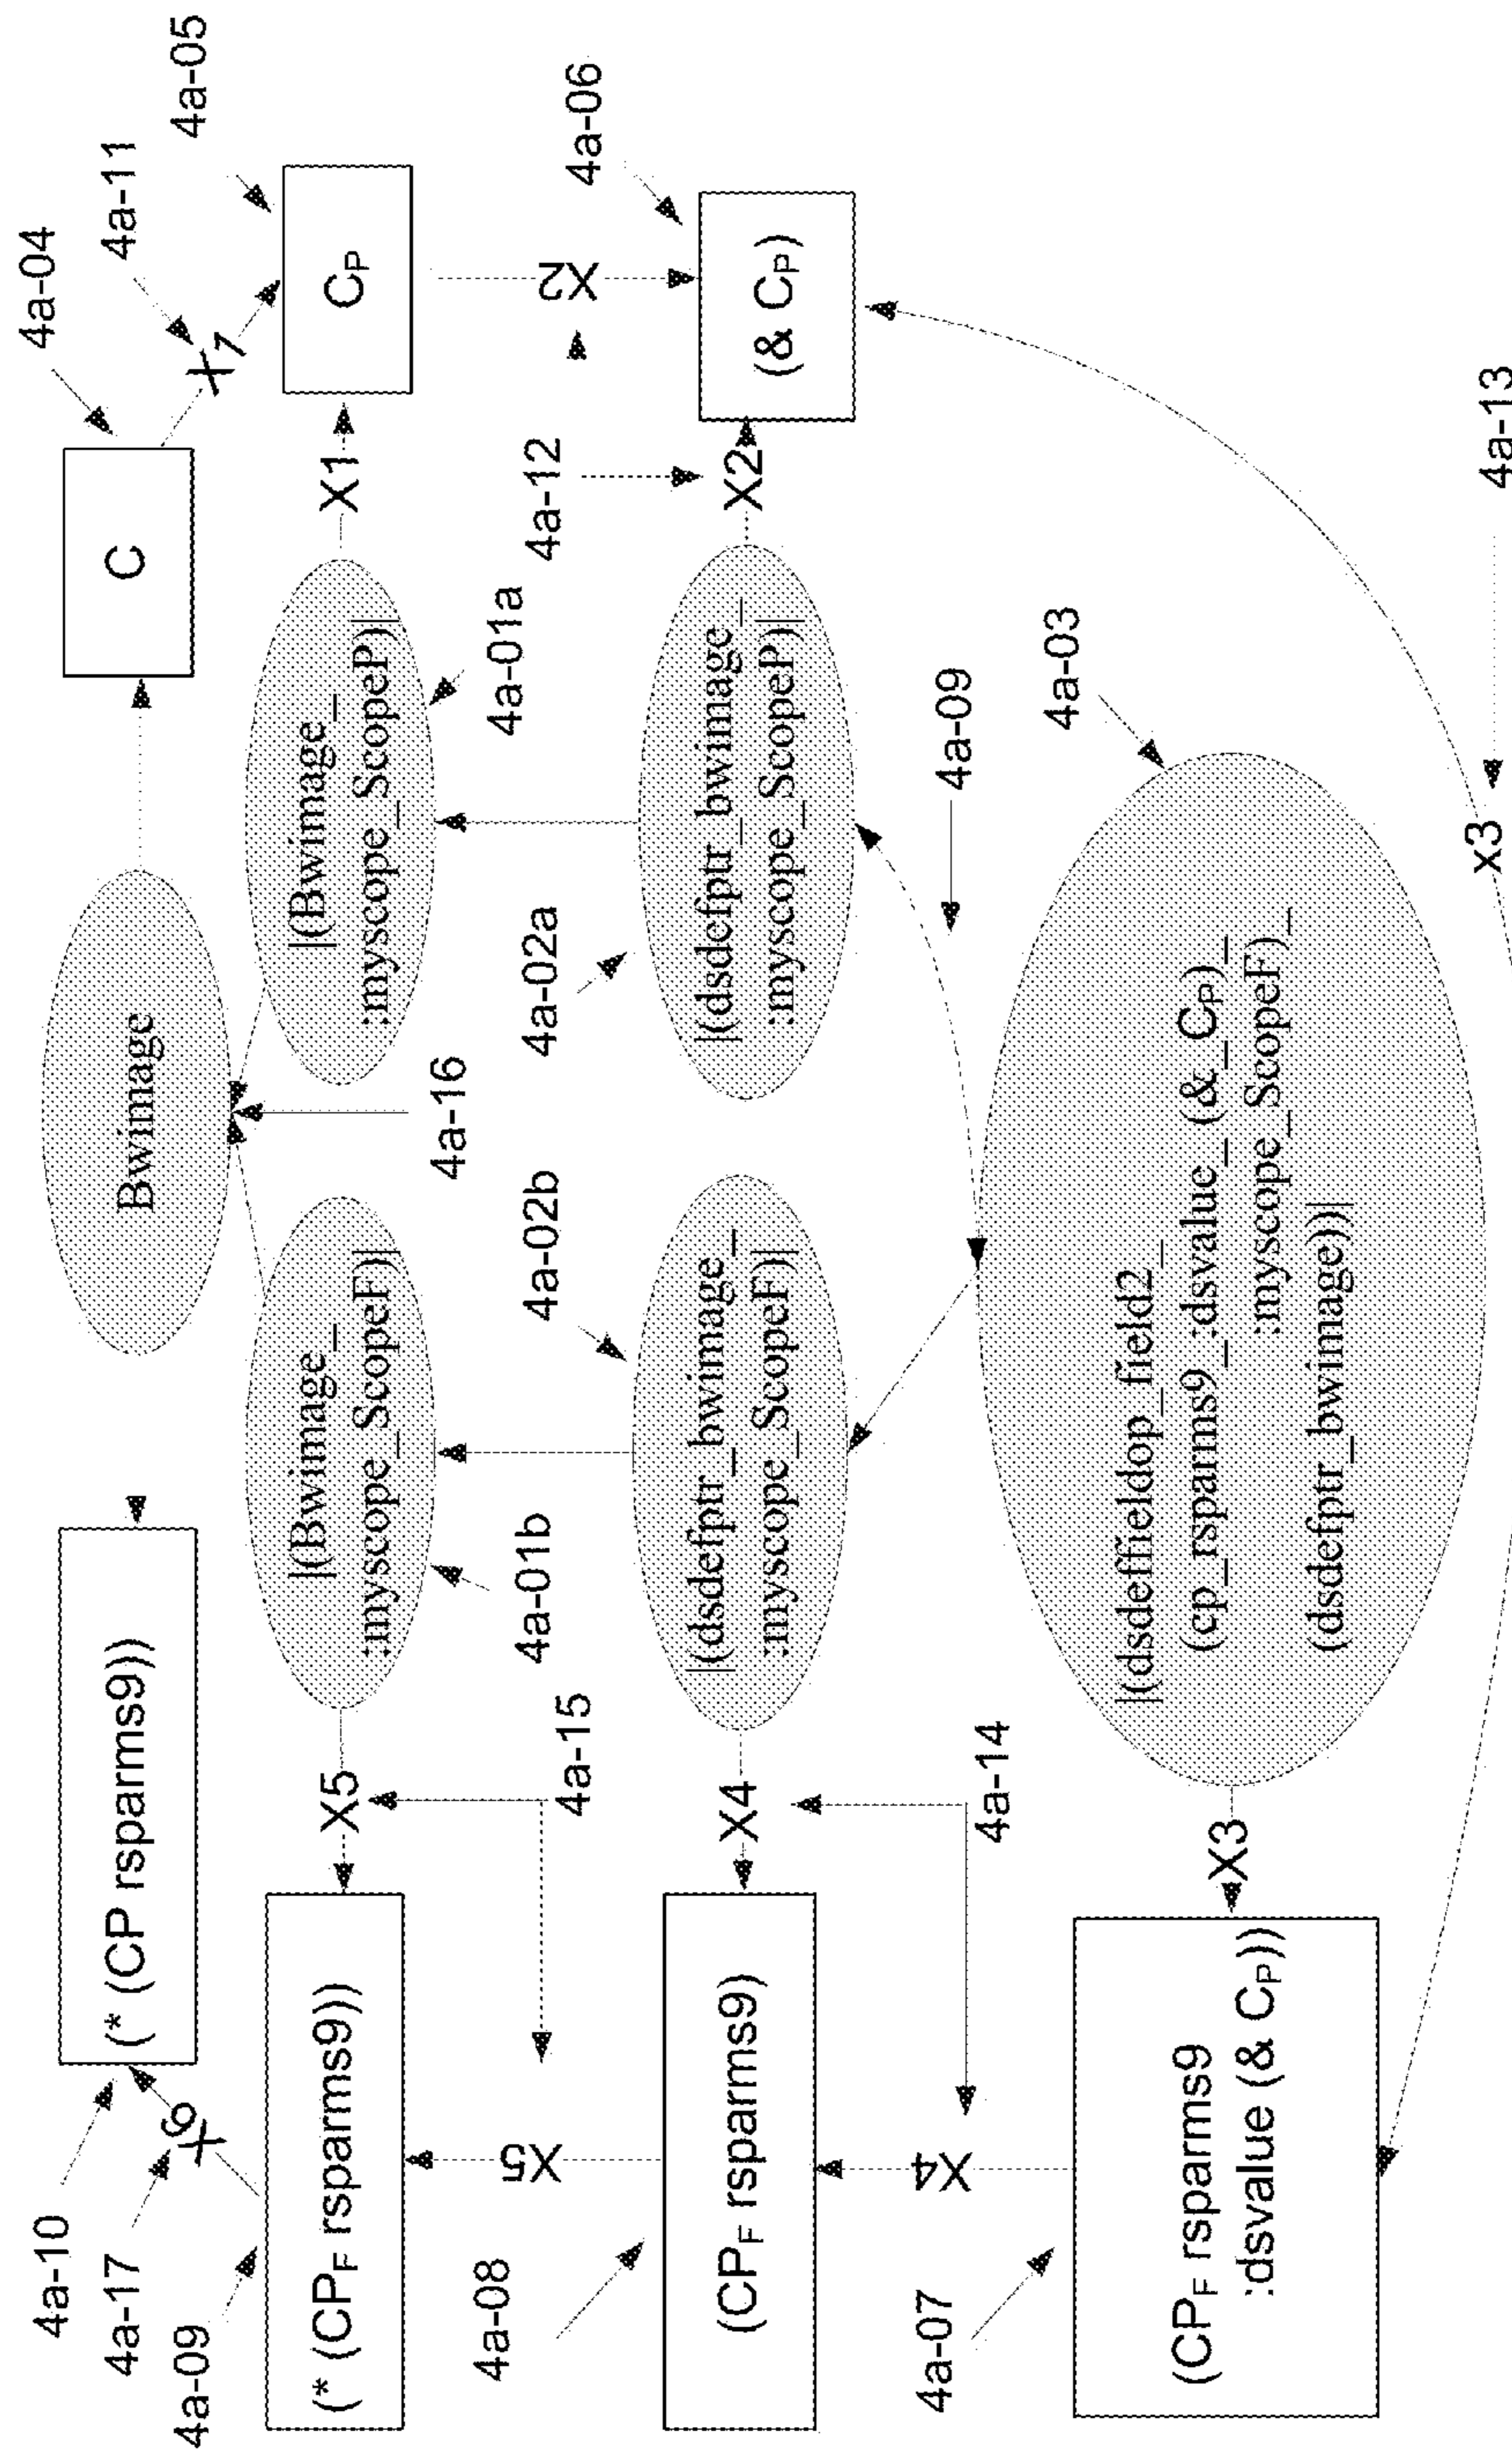 4a-10
4a-17
4a-09
(* (CP rsparms9))
X6
Bwimage
C
4a-04
4a-11
X1
4a-05
(* (CPF rsparms9))
X5
|(Bwimage_
:myscope_ScopeF)|
4a-16
|(Bwimage_
:myscope_ScopeP)|
X1
CP
4a-15
4a-01b
4a-01a
X5
X2
4a-12
4a-06
4a-08
4a-02b
4a-02a
(CPF rsparms9)
X4
|(dsdefptr_bwimage_
:myscope_ScopeF)|
|(dsdefptr_bwimage_
:myscope_ScopeP)|
X2
(& CP)
4a-14
4a-09
X4
4a-07
4a-03
(CPF rsparms9
:dsvalue (& CP))
X3
|(dsdeffieldop_field2_
(cp_rsparms9_:dsvalue_(&_CP)_
:myscope_ScopeF)_
(dsdefptr_bwimage))|
x3
4a-13